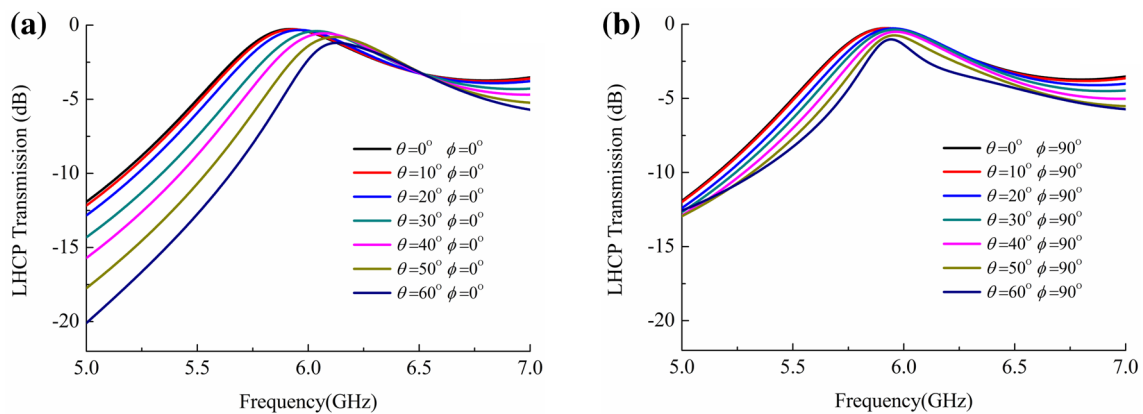 (a)
0
-5
-10
-15
-20
LHCP Transmission (dB)
θ=0° ϕ=0°
θ=10° ϕ=0°
θ=20° ϕ=0°
θ=30° ϕ=0°
θ=40° ϕ=0°
θ=50° ϕ=0°
θ=60° ϕ=0°
5.0 5.5 6.0 6.5 7.0
Frequency(GHz)
(b)
0
-5
-10
-15
-20
LHCP Transmission (dB)
θ=0° ϕ=90°
θ=10° ϕ=90°
θ=20° ϕ=90°
θ=30° ϕ=90°
θ=40° ϕ=90°
θ=50° ϕ=90°
θ=60° ϕ=90°
5.0 5.5 6.0 6.5 7.0
Frequency(GHz)